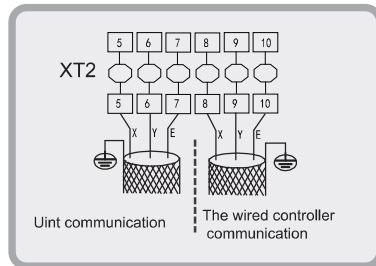 5 6 7 8 9 10
XT2
5 6 7 8 9 10
X Y E X Y E
Uint communication
The wired controller
communication